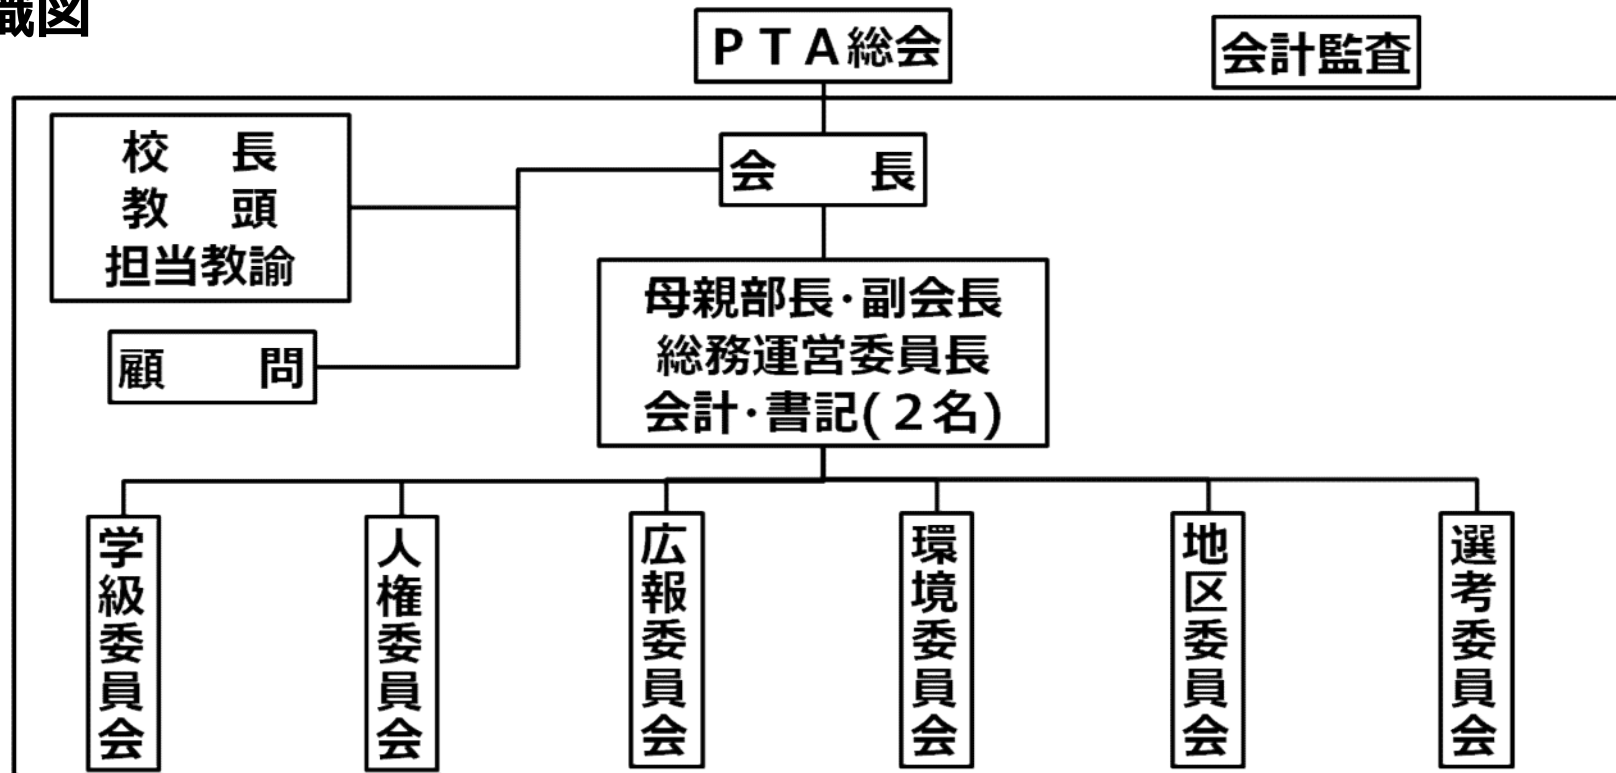 織図
ＰＴＡ総会
会計監査
校　長
教　頭
担当教諭
会　　長
顧　　問
母親部長・副会長
総務運営委員長
会計・書記(２名)
学級委員会
人権委員会
広報委員会
環境委員会
地区委員会
選考委員会